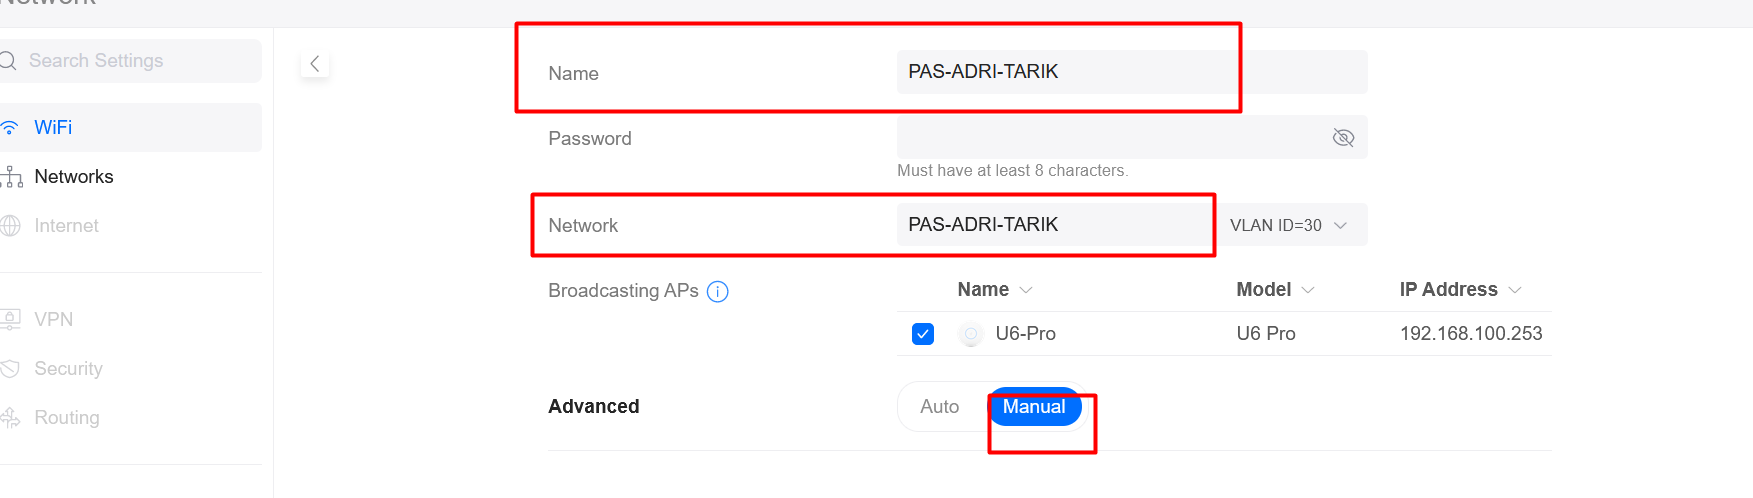 Network
Search Settings
WiFi
Networks
Internet
VPN
Security
Routing
Name PAS-ADRI-TARIK
Password
Must have at least 8 characters.
Network PAS-ADRI-TARIK VLAN ID=30
Broadcasting APs
Name Model IP Address
U6-Pro U6 Pro 192.168.100.253
Advanced Auto Manual